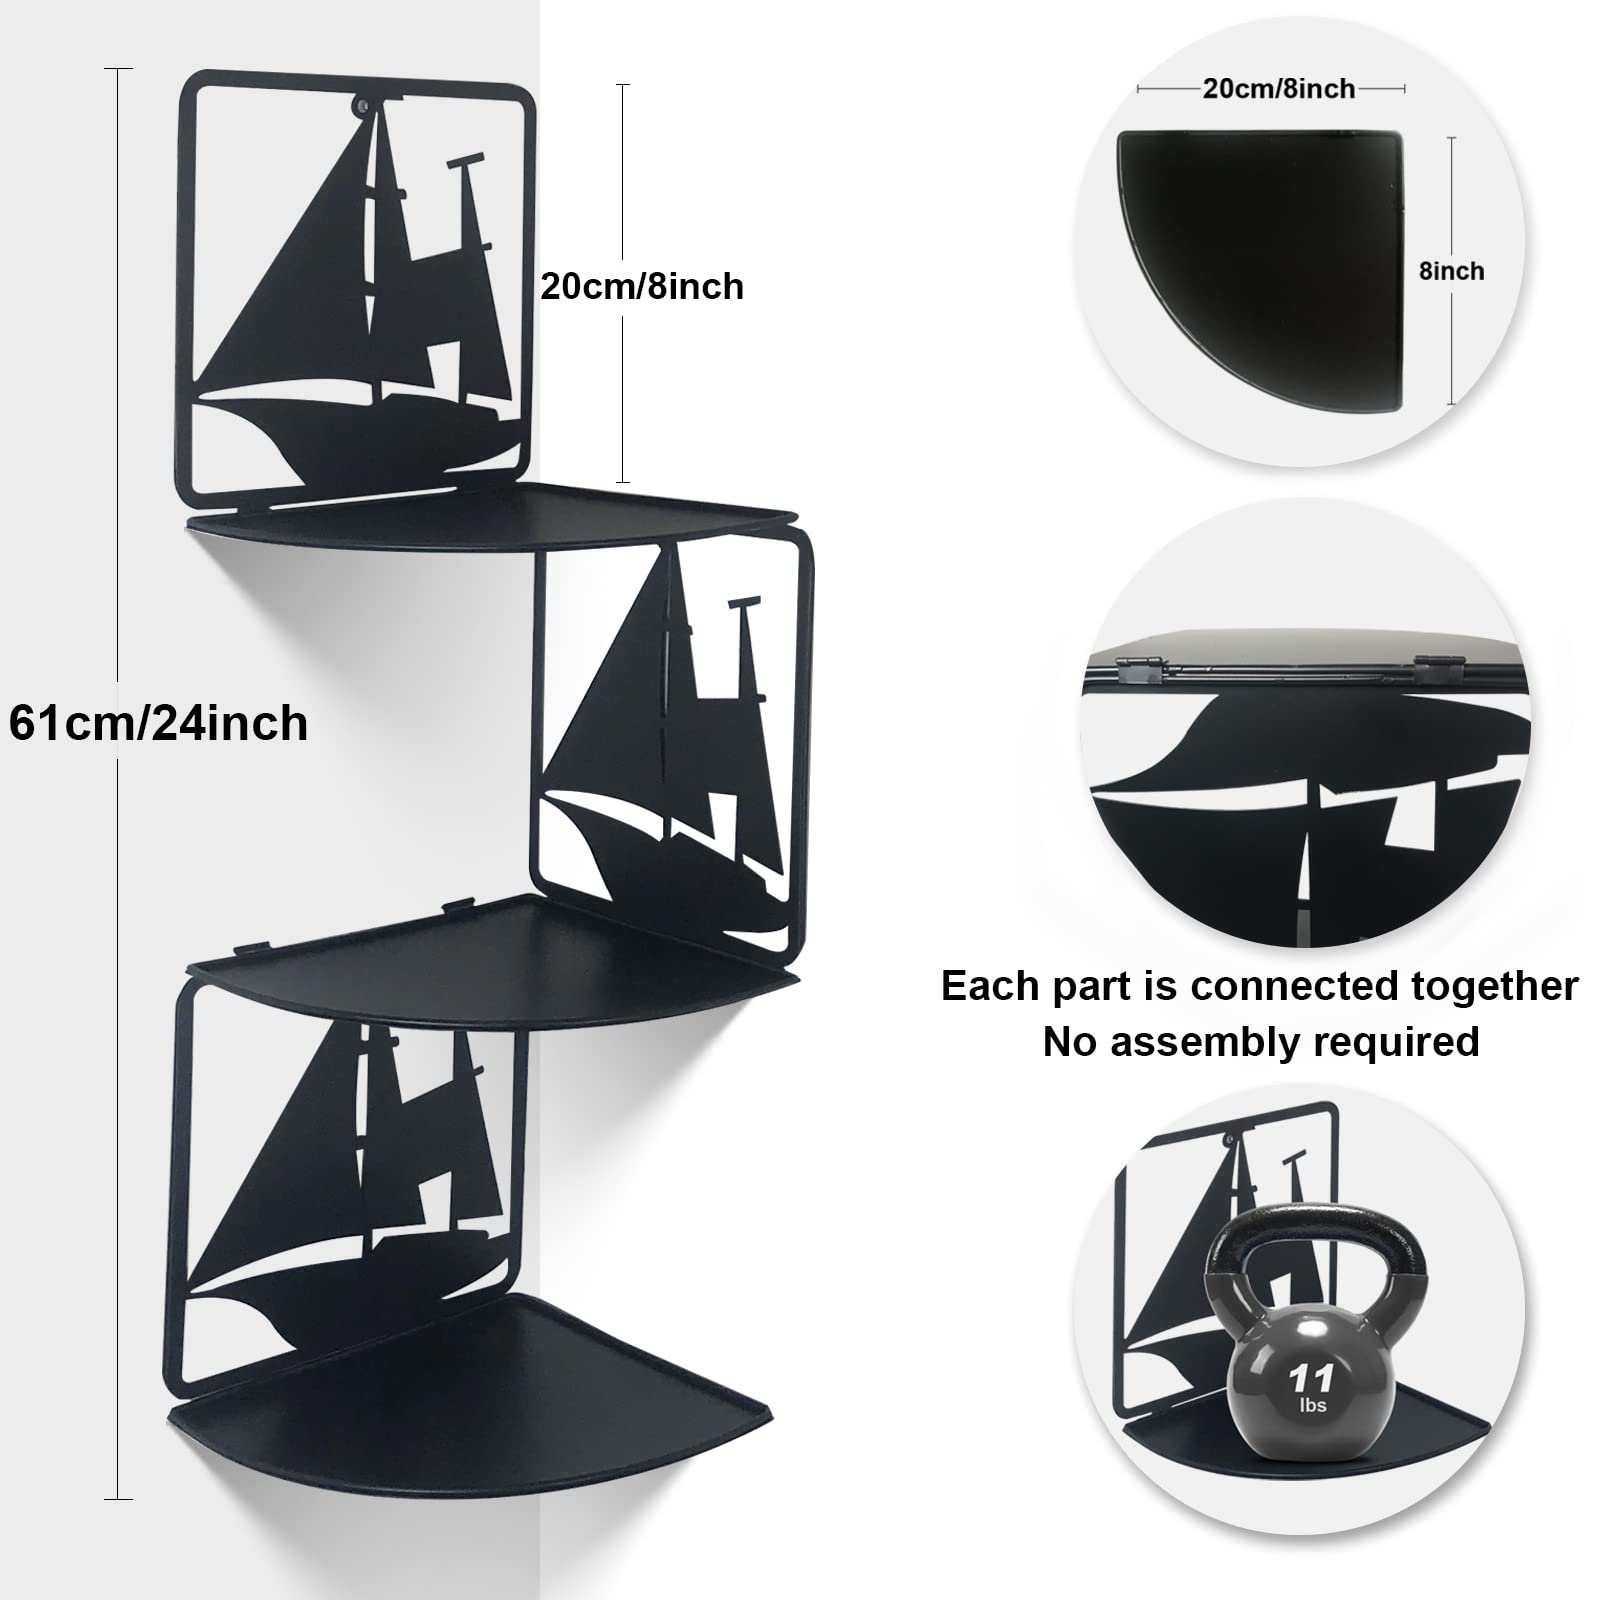 20cm/8inch
8inch
20cm/8inch
61cm/24inch
Each part is connected together
No assembly required
11
lbs